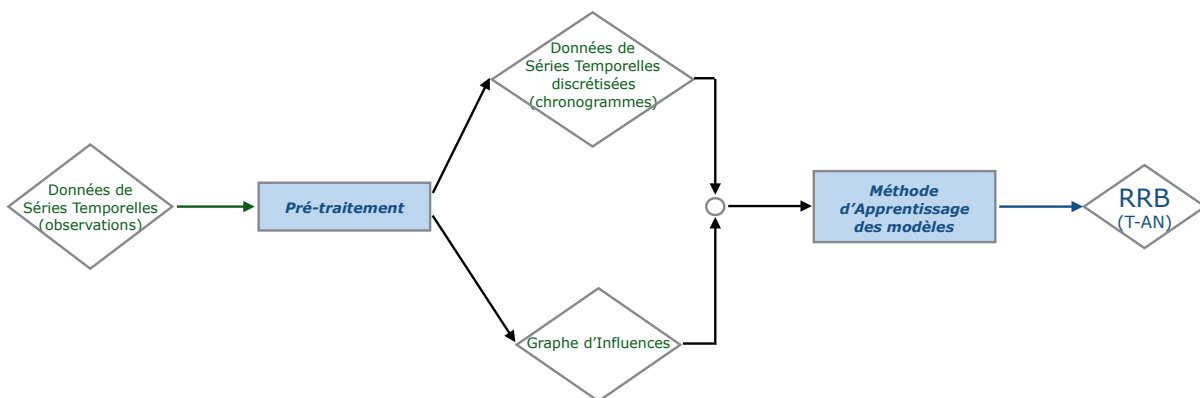 Données de
Séries Temporelles
(observations)
Pré-traitement
Données de
Séries Temporelles
discrétisées
(chronogrammes)
Graphe d’Influences
Méthode
d’Apprentissage
des modèles
RRB
(T-AN)